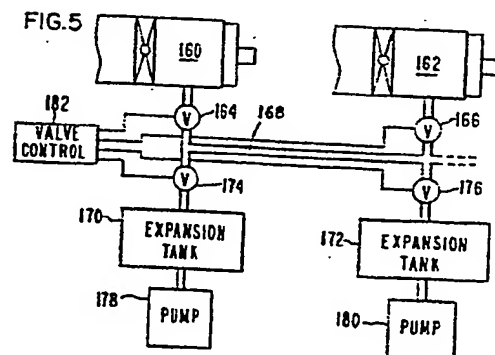 FIG.5
160
162
182
164
168
166
VALVE
CONTROL
V
V
V
V
174
176
170
EXPANSION
TANK
172
EXPANSION
TANK
178
PUMP
180
PUMP